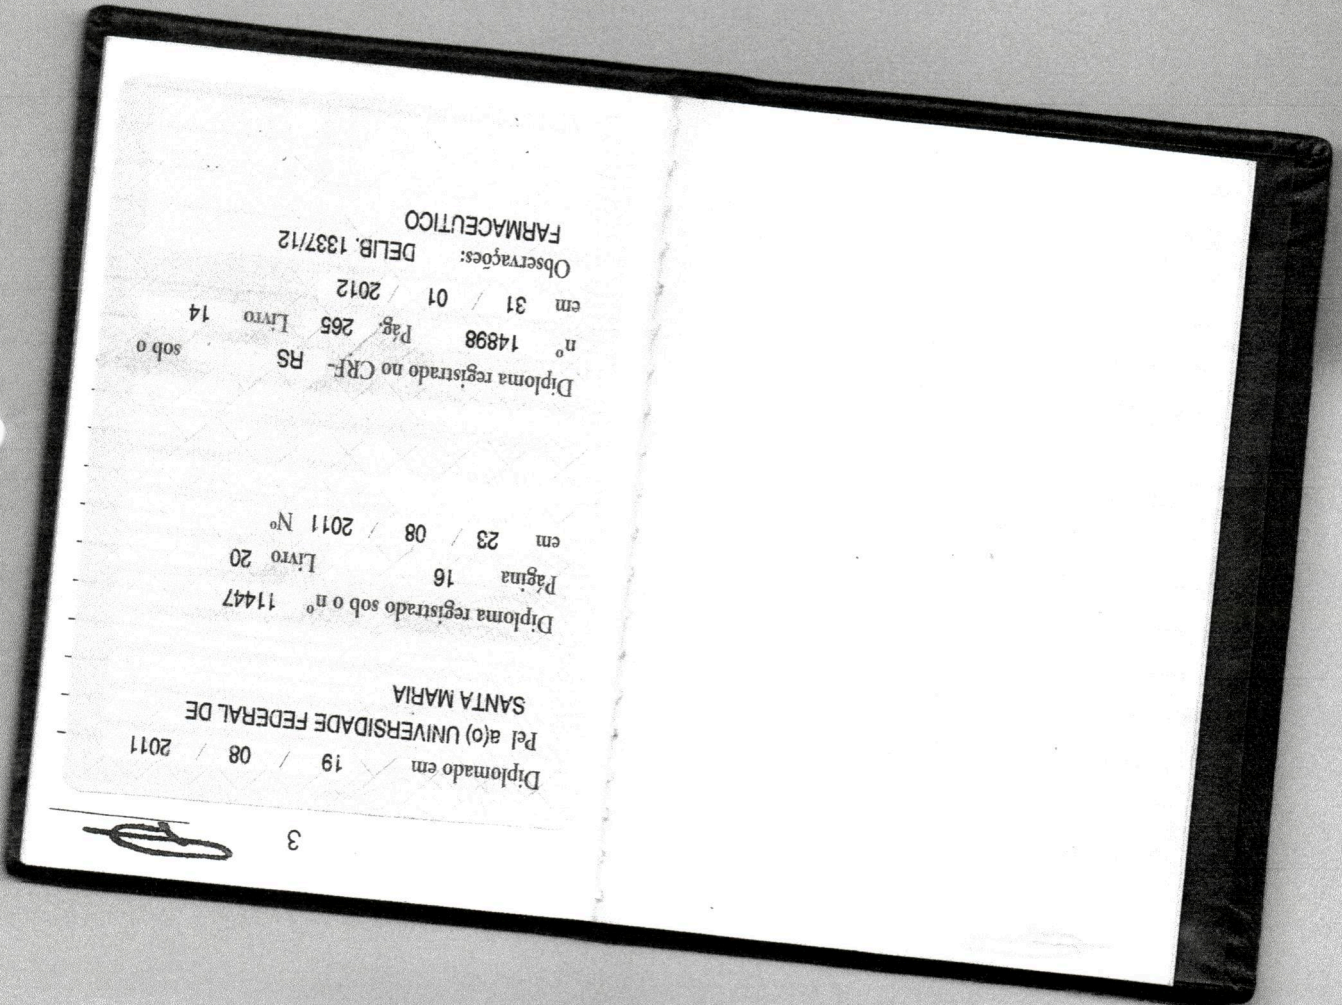 3
Diplomado em 19 / 08 / 2011
Pel a(o) UNIVERSIDADE FEDERAL DE
SANTA MARIA
Diploma registrado sob o nº 11447
Página 16 Livro 20
em 23 / 08 / 2011 Nº
Diploma registrado no CRF- RS sob o
nº 14898 Pág. 265 Livro 14
em 31 / 01 / 2012
Observações: DELIB. 1337/12
FARMACEUTICO